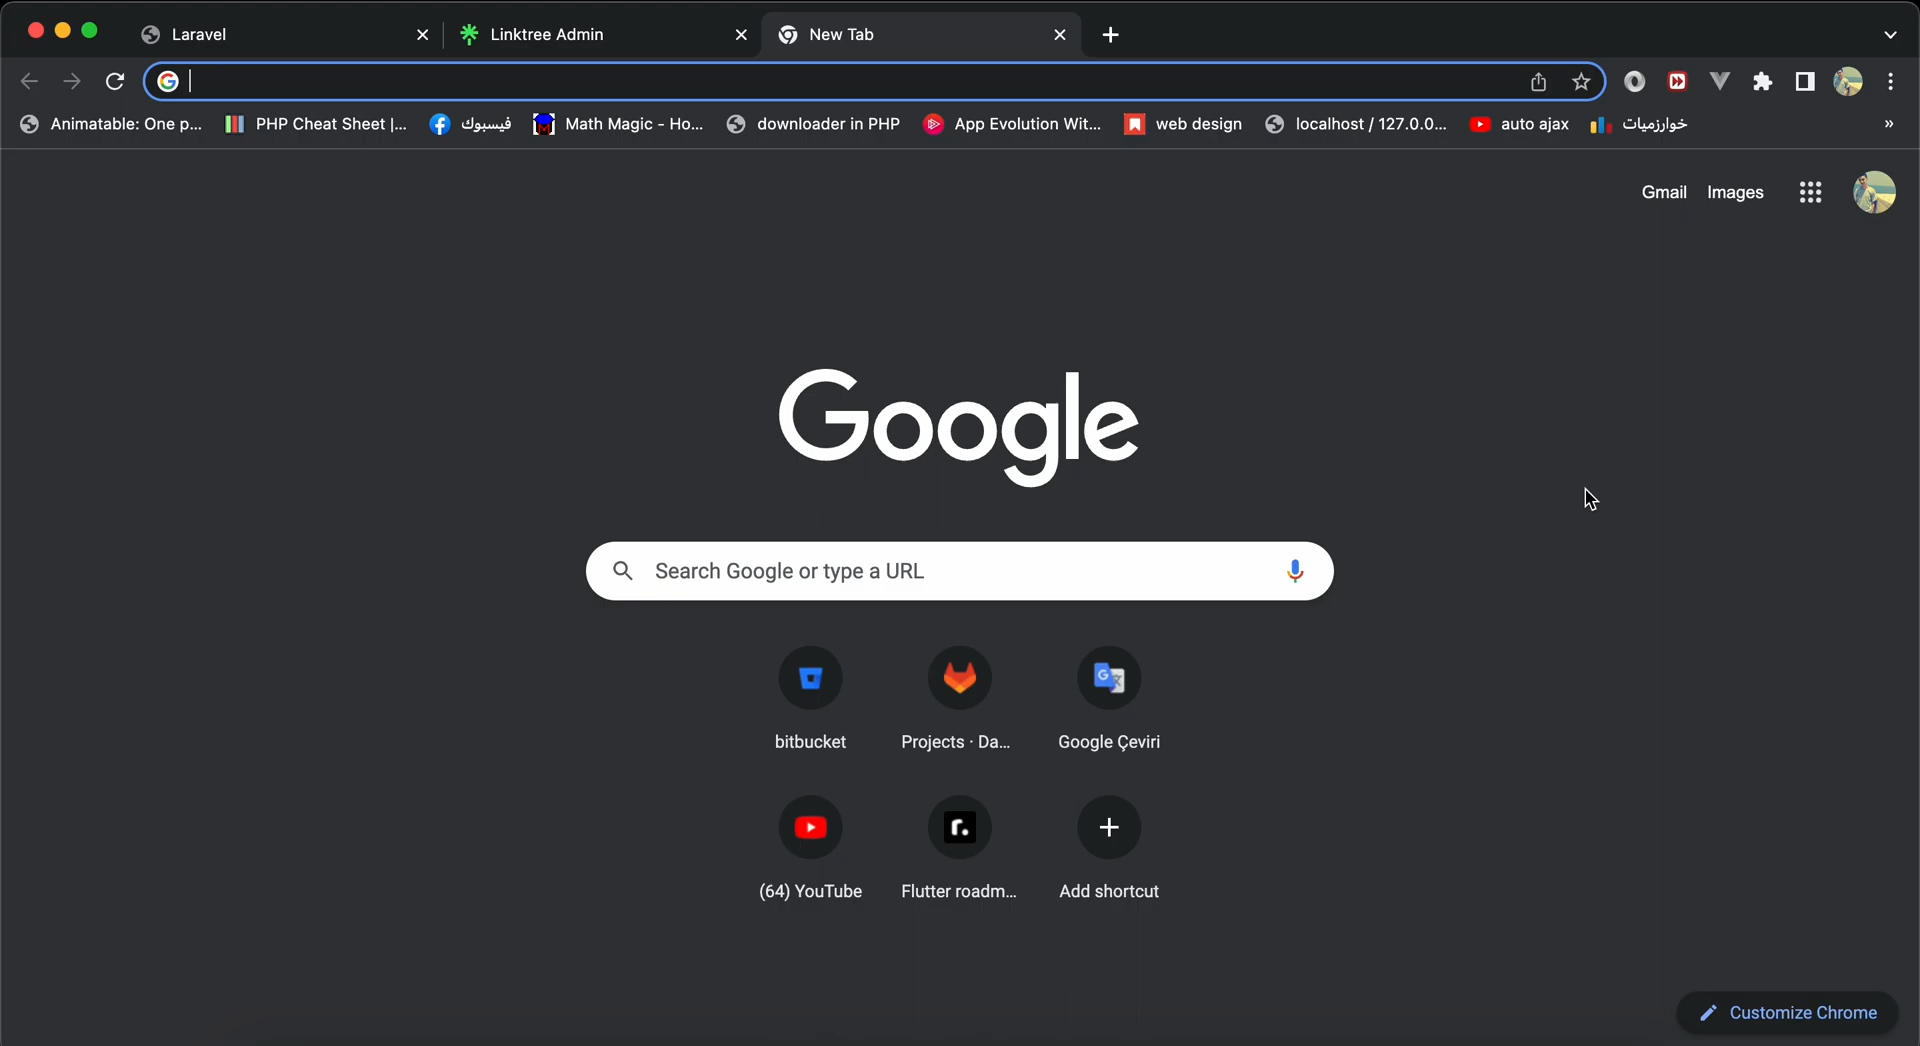 Laravel
Linktree Admin
New Tab
Animatable: One p...
PHP Cheat Sheet |...
فيسبوك
Math Magic - Ho...
downloader in PHP
App Evolution Wit...
web design
localhost / 127.0.0...
auto ajax
خوارزميات
»
Gmail
Images
Google
Search Google or type a URL
bitbucket
Projects · Da...
Google Çeviri
(64) YouTube
Flutter roadm...
Add shortcut
Customize Chrome